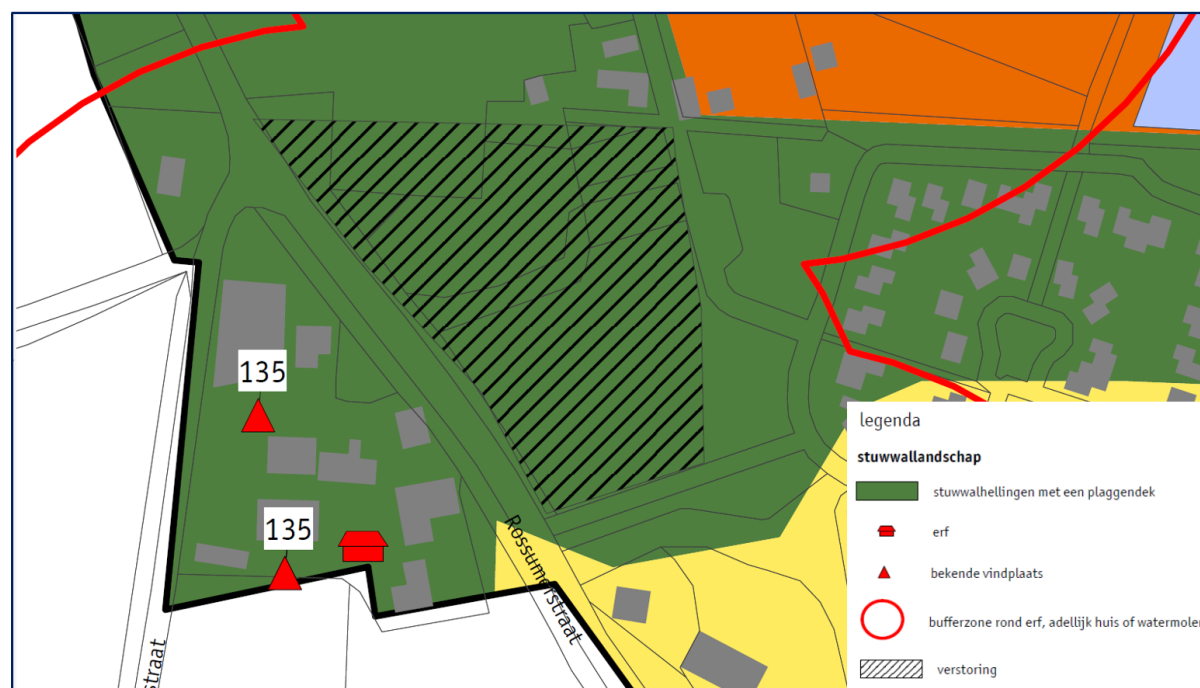 135
135
Rossumerstraat
straat
legenda
stuwwallandschap
stuwwalhellingen met een plaggendek
erf
bekende vindplaats
bufferzone rond erf, adellijk huis of watermolen
verstoring